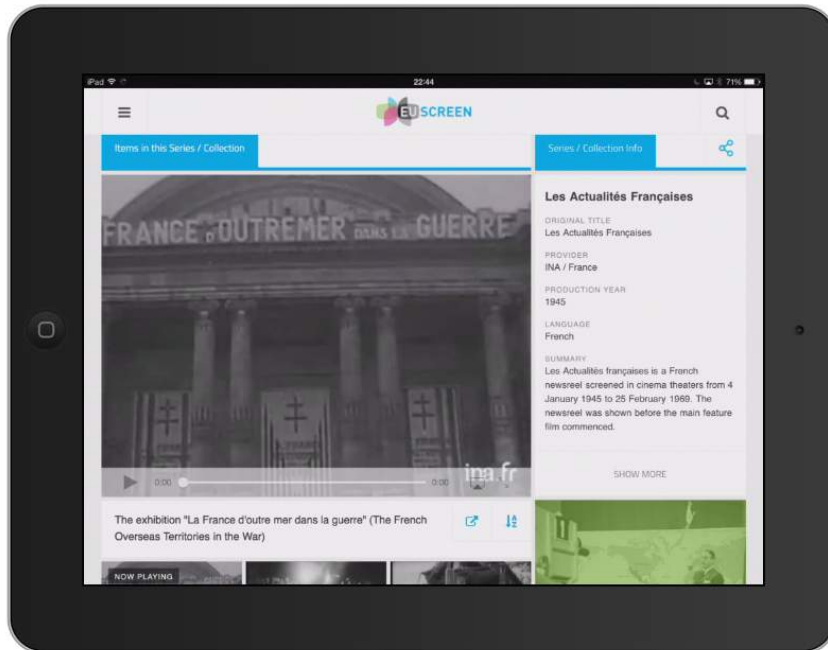 iPad
22:44
71%
EUSCREEN
Items in this Series / Collection
FRANCE D'OUTREMER DANS LA GUERRE
ina.fr
0:00
0:00
The exhibition "La France d'outre mer dans la guerre" (The French
Overseas Territories in the War)
NOW PLAYING
Series / Collection Info
Les Actualités Françaises
ORIGINAL TITLE
Les Actualités Françaises
PROVIDER
INA / France
PRODUCTION YEAR
1945
LANGUAGE
French
SUMMARY
Les Actualités françaises is a French
newsreel screened in cinema theaters from 4
January 1945 to 25 February 1969. The
newsreel was shown before the main feature
film commenced.
SHOW MORE